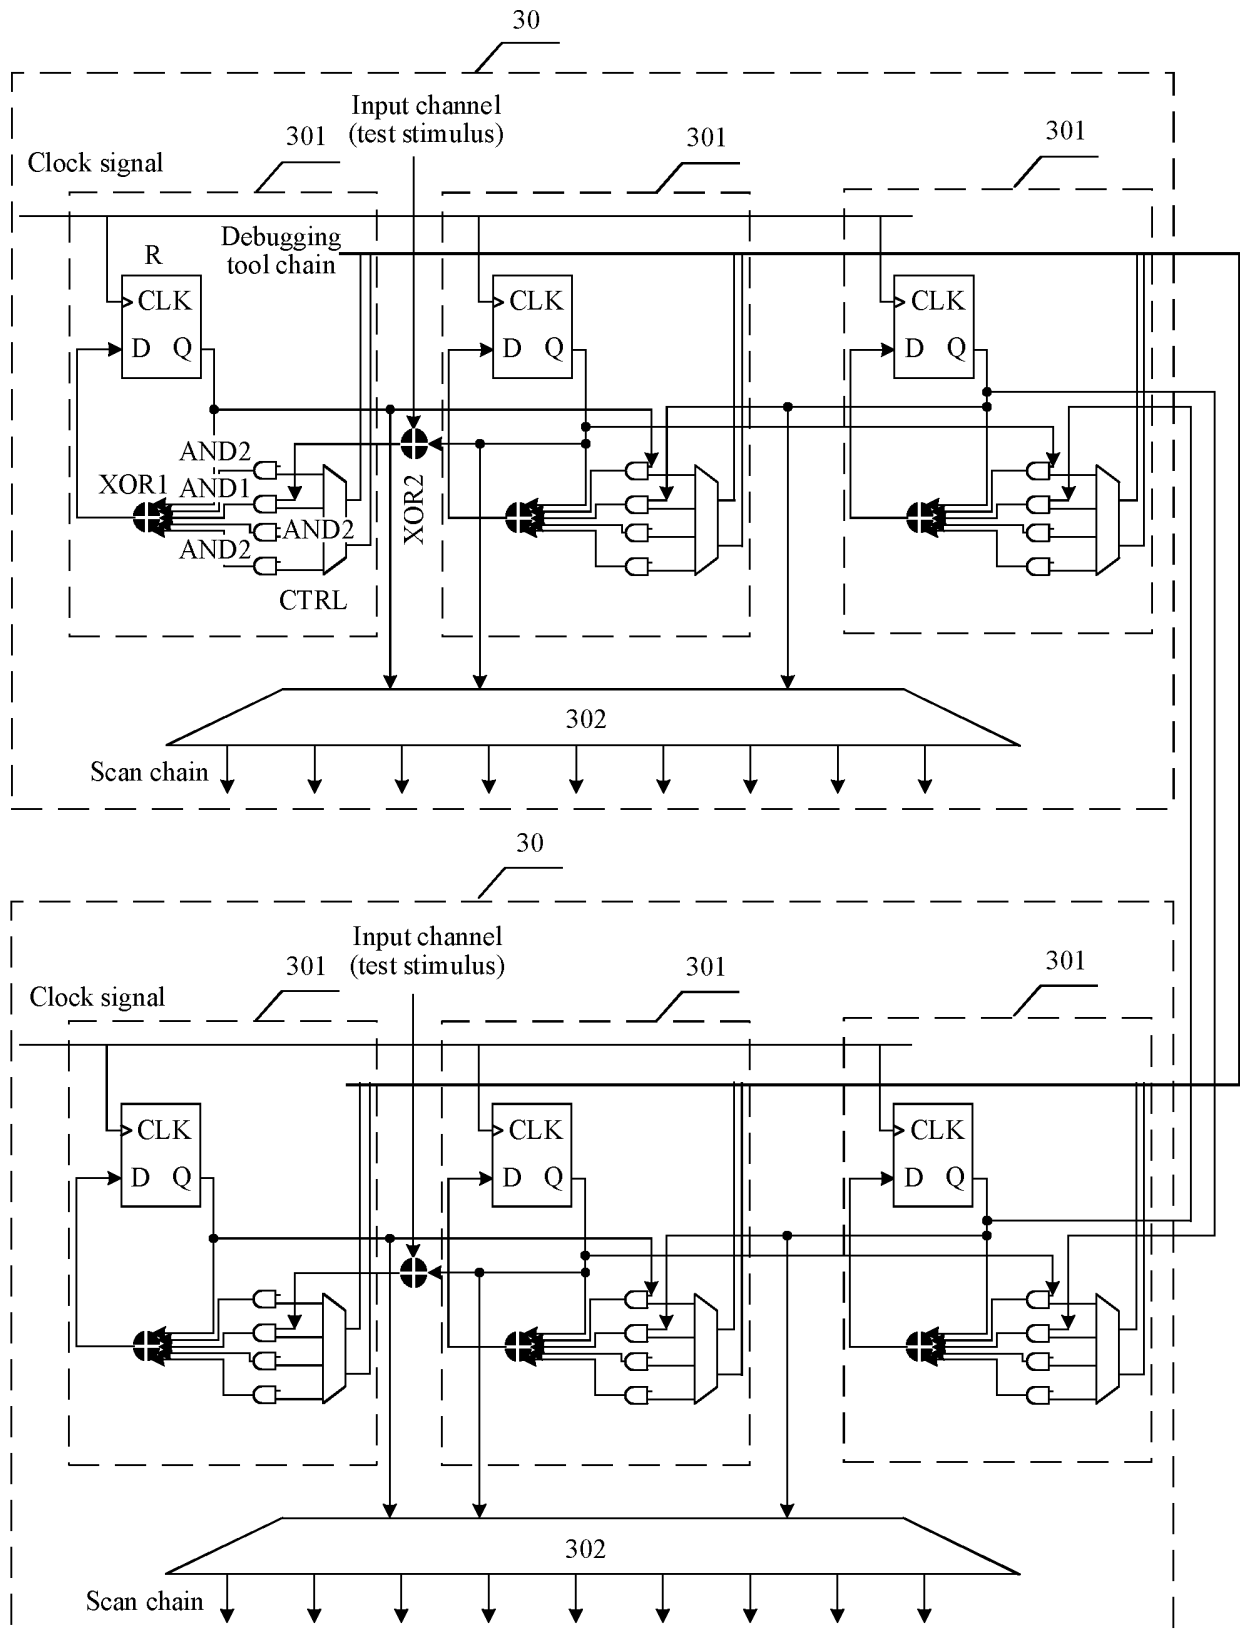 30
Input channel
(test stimulus)
301
301
301
Clock signal
Debugging
tool chain
R
CLK
D Q
CLK
D Q
CLK
D Q
AND2
XOR1
AND1
AND2
AND2
XOR2
CTRL
302
Scan chain
30
Input channel
(test stimulus)
301
301
301
Clock signal
CLK
D Q
CLK
D Q
CLK
D Q
302
Scan chain